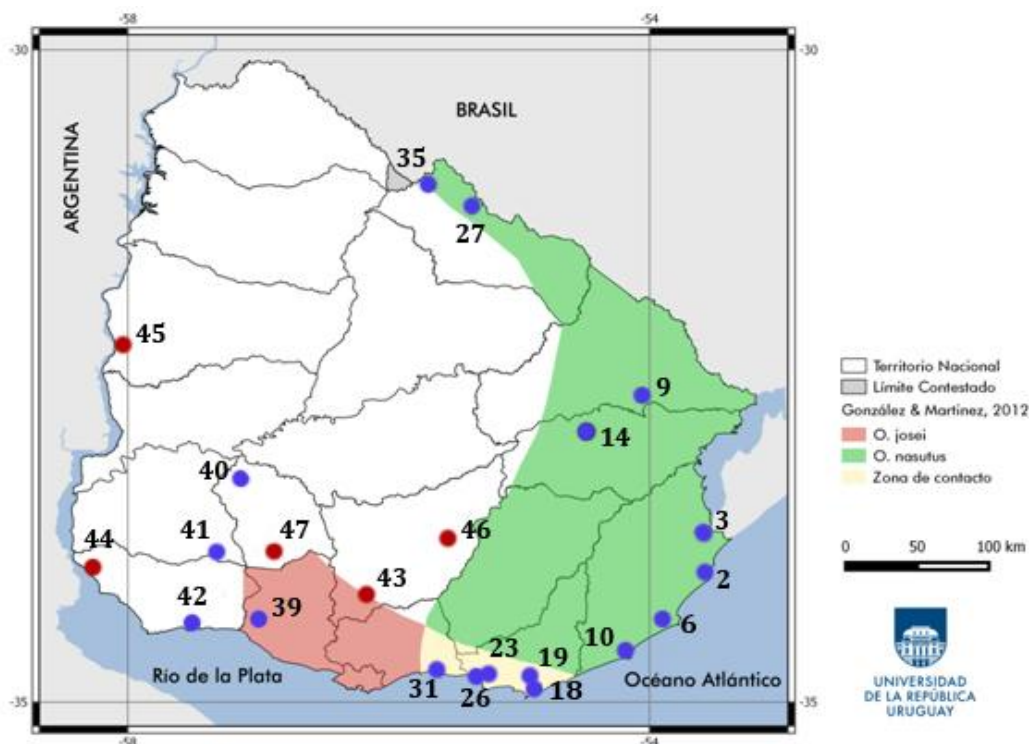 -58
-54
-30
-30
BRASIL
ARGENTINA
35
27
45
9
14
40
3
41
47
46
44
2
43
42
39
6
23
10
19
31
26
18
Río de la Plata
Océano Atlántico
-35
-35
-58
-54
Territorio Nacional
Límite Contestado
González & Martínez, 2012
O. josei
O. nasutus
Zona de contacto
0 50 100 km
UNIVERSIDAD
DE LA REPÚBLICA
URUGUAY